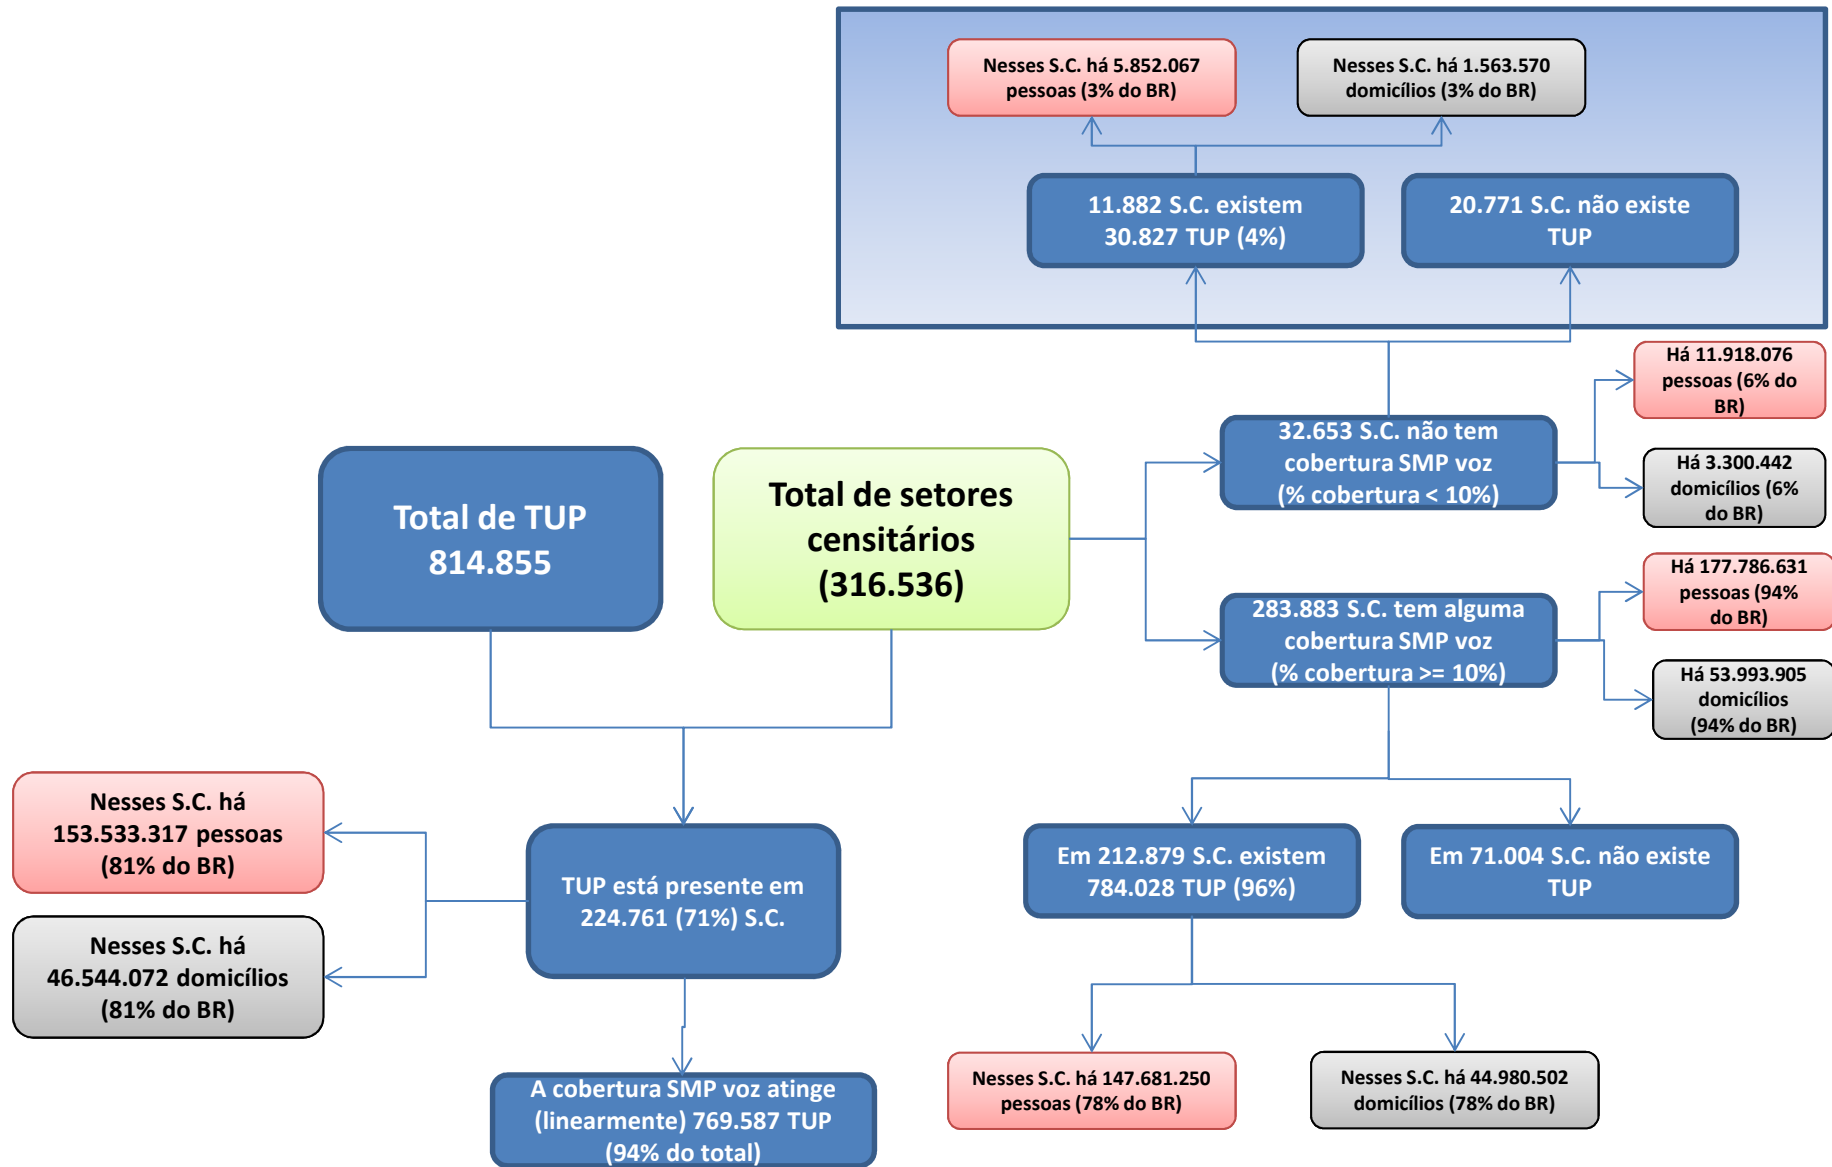 Nesses S.C. há 5.852.067
pessoas (3% do BR)
Nesses S.C. há 1.563.570
domicílios (3% do BR)
11.882 S.C. existem
30.827 TUP (4%)
20.771 S.C. não existe
TUP
Há 11.918.076
pessoas (6% do
BR)
32.653 S.C. não tem
cobertura SMP voz
(% cobertura < 10%)
Há 3.300.442
domicílios (6%
do BR)
Total de TUP
814.855
Total de setores
censitários
(316.536)
Há 177.786.631
pessoas (94%
do BR)
283.883 S.C. tem alguma
cobertura SMP voz
(% cobertura >= 10%)
Há 53.993.905
domicílios
(94% do BR)
Nesses S.C. há
153.533.317 pessoas
(81% do BR)
Nesses S.C. há
46.544.072 domicílios
(81% do BR)
TUP está presente em
224.761 (71%) S.C.
Em 212.879 S.C. existem
784.028 TUP (96%)
Em 71.004 S.C. não existe
TUP
A cobertura SMP voz atinge
(linearmente) 769.587 TUP
(94% do total)
Nesses S.C. há 147.681.250
pessoas (78% do BR)
Nesses S.C. há 44.980.502
domicílios (78% do BR)